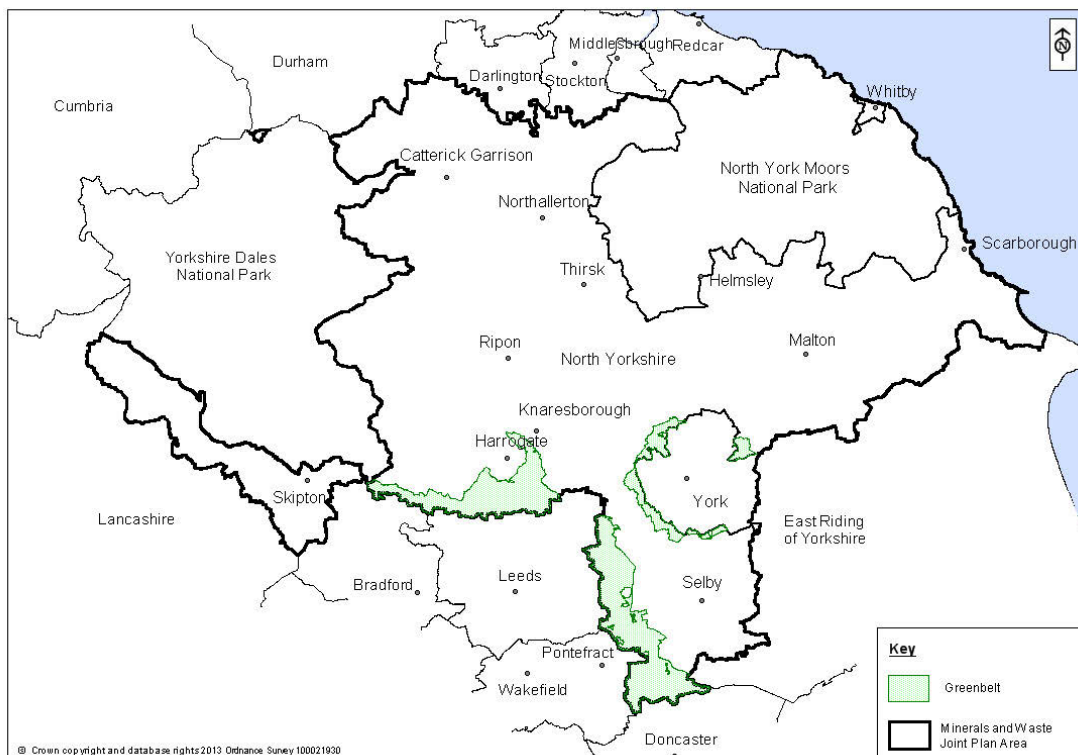 Middlesbrough
Redcar
Durham
Darlington
Stockton
Cumbria
Whitby
N
Catterick Garrison
North York Moors
National Park
Northallerton
Scarborough
Yorkshire Dales
National Park
Thirsk
Helmsley
Ripon
North Yorkshire
Malton
Knaresborough
Harrogate
Skipton
York
Lancashire
East Riding
of Yorkshire
Bradford
Leeds
Selby
Pontefract
Wakefield
Doncaster
Key
Greenbelt
Minerals and Waste
Joint Plan Area
© Crown copyright and database rights 2013 Ordnance Survey 100021930